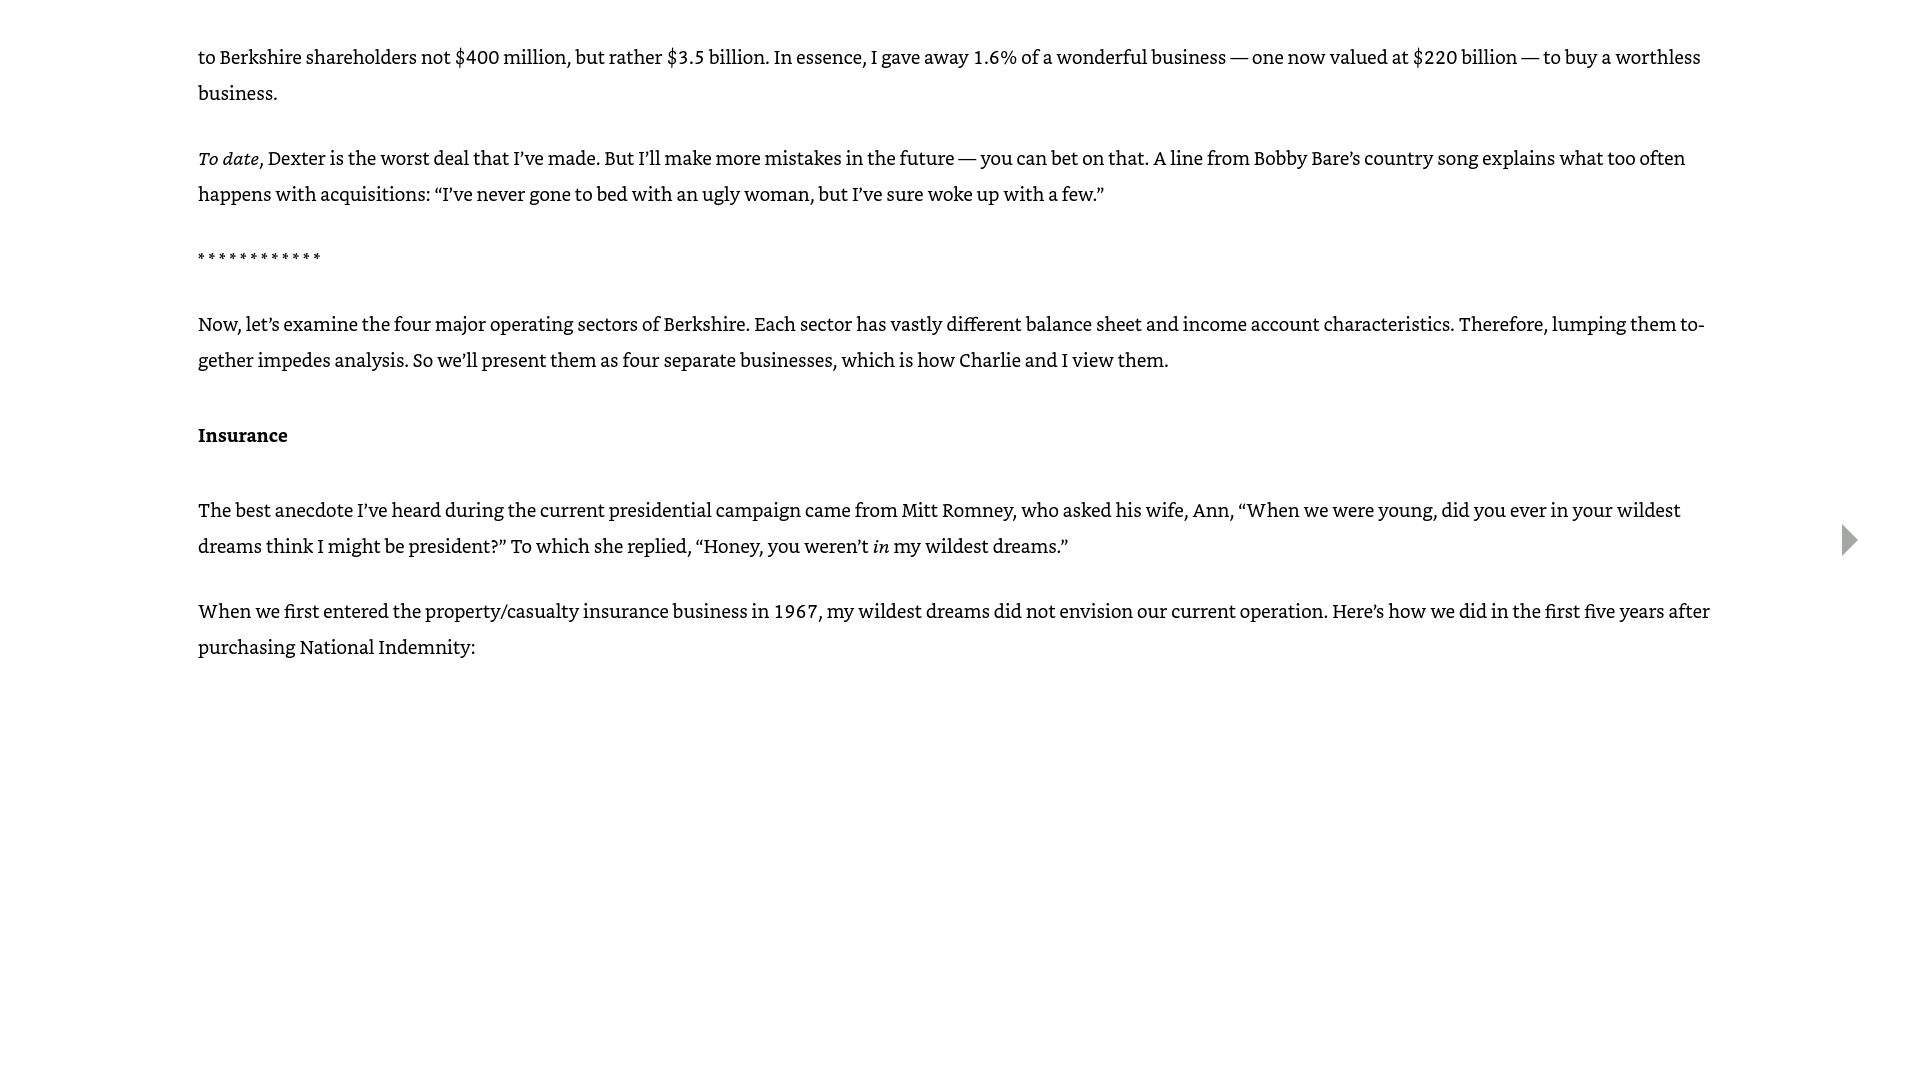 to Berkshire shareholders not $400 million, but rather $3.5 billion. In essence, I gave away 1.6% of a wonderful business — one now valued at $220 billion — to buy a worthless
business.
To date, Dexter is the worst deal that I’ve made. But I’ll make more mistakes in the future — you can bet on that. A line from Bobby Bare’s country song explains what too often
happens with acquisitions: “I’ve never gone to bed with an ugly woman, but I’ve sure woke up with a few.”
* * * * * * * * * * * *
Now, let’s examine the four major operating sectors of Berkshire. Each sector has vastly different balance sheet and income account characteristics. Therefore, lumping them to-
gether impedes analysis. So we’ll present them as four separate businesses, which is how Charlie and I view them.
Insurance
The best anecdote I’ve heard during the current presidential campaign came from Mitt Romney, who asked his wife, Ann, “When we were young, did you ever in your wildest
dreams think I might be president?” To which she replied, “Honey, you weren’t in my wildest dreams.”
When we first entered the property/casualty insurance business in 1967, my wildest dreams did not envision our current operation. Here’s how we did in the first five years after
purchasing National Indemnity: